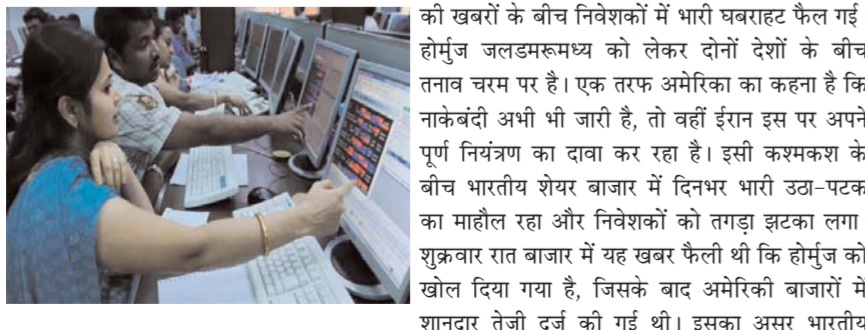 की खबरों के बीच निवेशकों में भारी घबराहट फैल गई
होर्मुज जलडमरूमध्य को लेकर दोनों देशों के बीच
तनाव चरम पर है। एक तरफ अमेरिका का कहना है कि
नाकेबंदी अभी भी जारी है, तो वहीं ईरान इस पर अपने
पूर्ण नियंत्रण का दावा कर रहा है। इसी कश्मकश के
बीच भारतीय शेयर बाजार में दिनभर भारी उठा-पटक
का माहौल रहा और निवेशकों को तगड़ा झटका लगा
शुक्रवार रात बाजार में यह खबर फैली थी कि होर्मुज को
खोल दिया गया है, जिसके बाद अमेरिकी बाजारों में
शानदार तेजी दर्ज की गई थी। इसका असर भारतीय